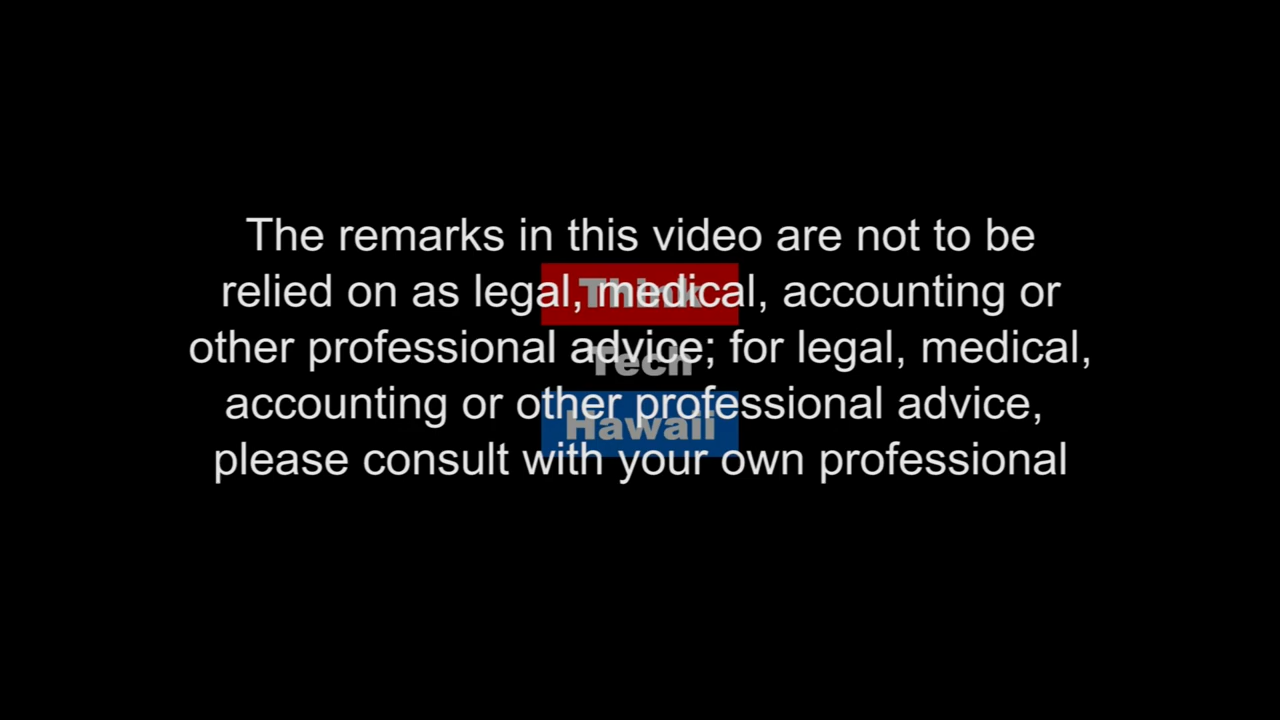 The remarks in this video are not to be
relied on as legal, medical, accounting or
other professional advice; for legal, medical,
accounting or other professional advice,
please consult with your own professional
Think
Tech
Hawaii